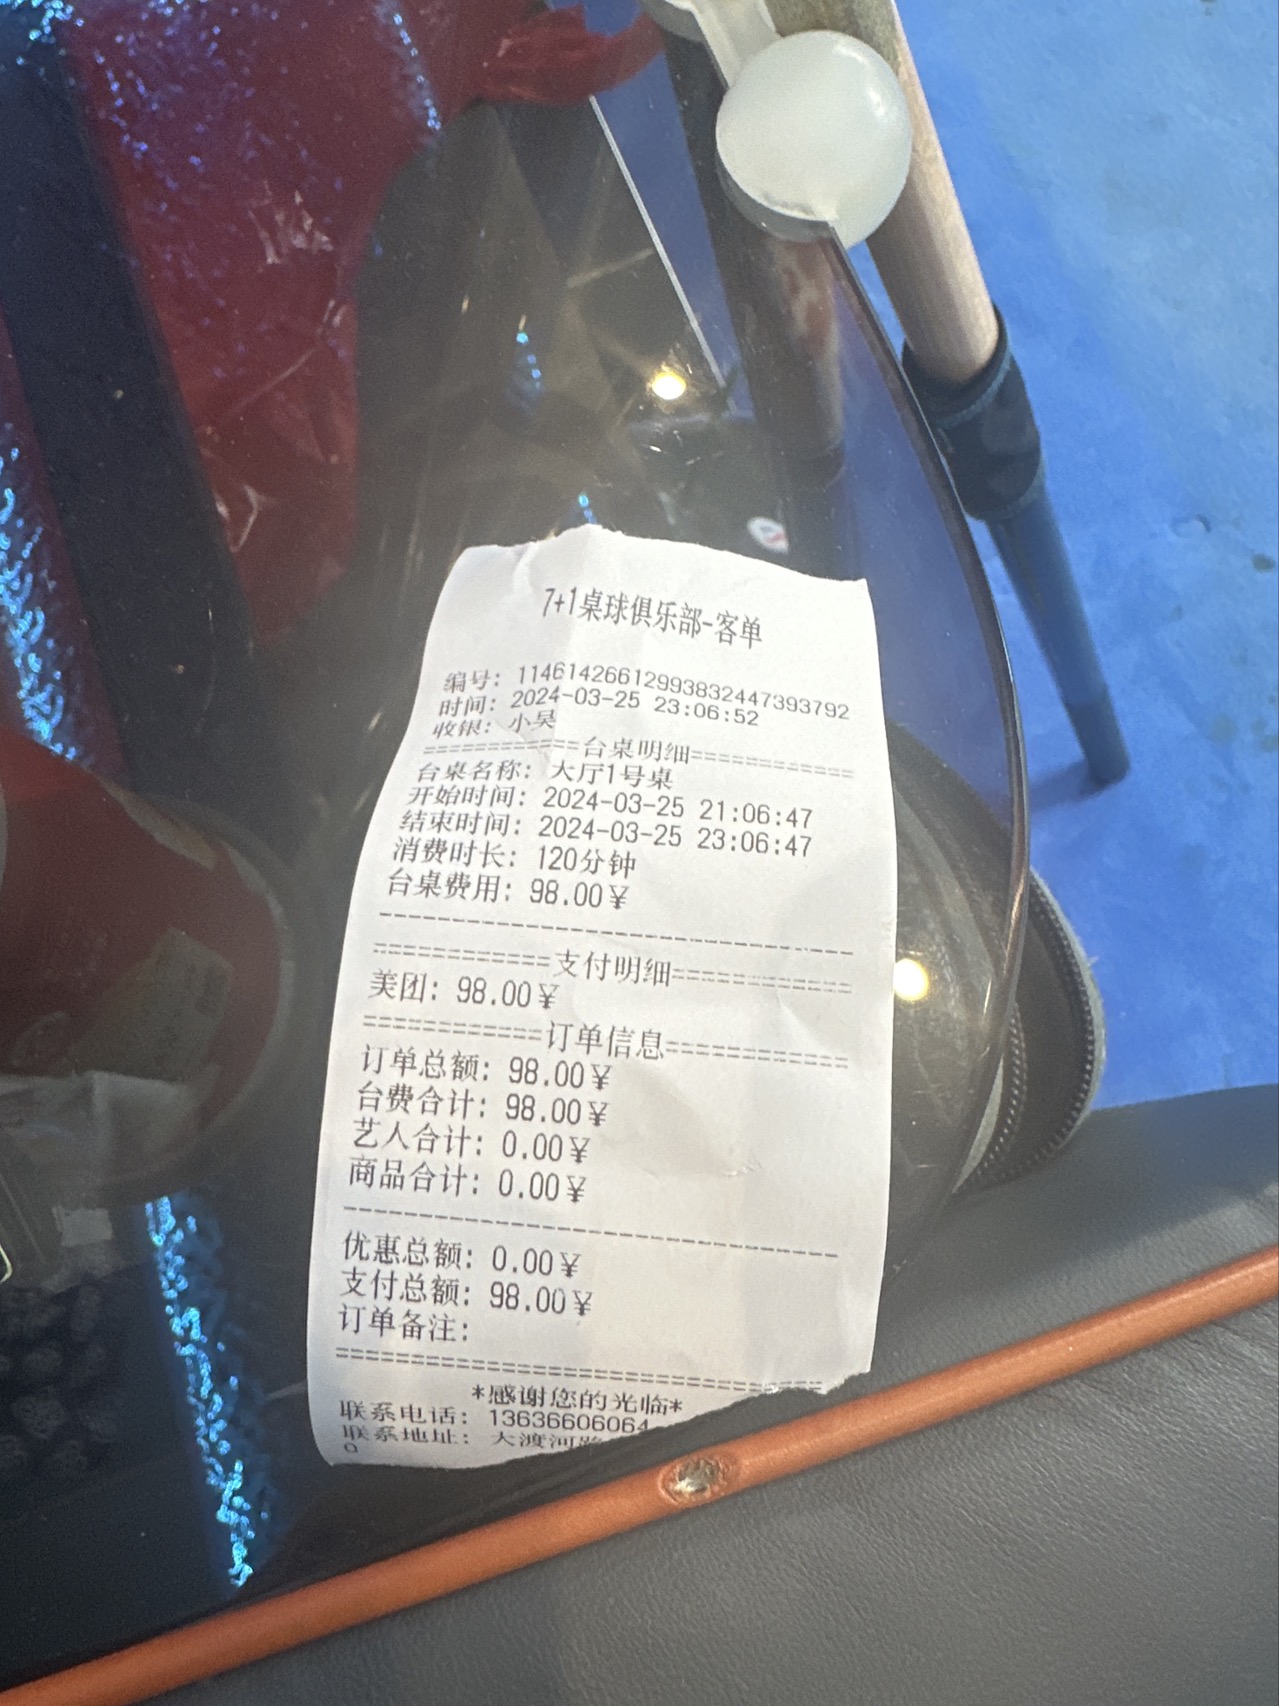 7+1桌球俱乐部-客单
编号: 1146142661299383244739​3792
时间: 2024-03-25 23:06:52
收银: 小吴
===========台桌明细============
台桌名称: 大厅1号桌
开始时间: 2024-03-25 21:06:47
结束时间: 2024-03-25 23:06:47
消费时长: 120分钟
台桌费用: 98.00¥
--------------------------------
============支付明细============
美团: 98.00¥
============订单信息============
订单总额: 98.00¥
台费合计: 98.00¥
艺人合计: 0.00¥
商品合计: 0.00¥
--------------------------------
优惠总额: 0.00¥
支付总额: 98.00¥
订单备注:
================================
*感谢您的光临*
联系电话: 13636606064
联系地址: 大渡河路